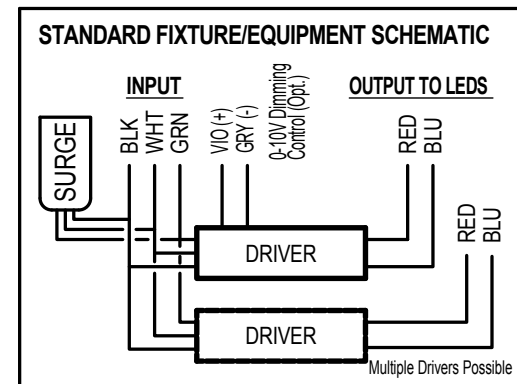 STANDARD FIXTURE/EQUIPMENT SCHEMATIC
INPUT
OUTPUT TO LEDS
SURGE
BLK
WHT
GRN
VIO (+)
GRY (-)
0-10V Dimming
Control (Opt.)
RED
BLU
RED
BLU
DRIVER
DRIVER
Multiple Drivers Possible